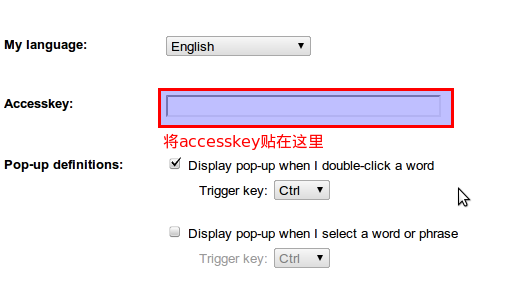 My language: English
Accesskey:
将accesskey贴在这里
Pop-up definitions: Display pop-up when I double-click a word
Trigger key: Ctrl
Display pop-up when I select a word or phrase
Trigger key: Ctrl